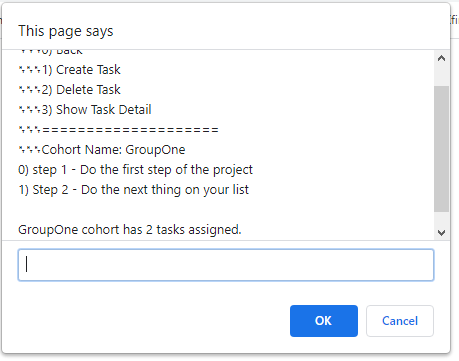 This page says
0) Back
1) Create Task
2) Delete Task
3) Show Task Detail
====================
Cohort Name: GroupOne
0) step 1 - Do the first step of the project
1) Step 2 - Do the next thing on your list
GroupOne cohort has 2 tasks assigned.
OK
Cancel